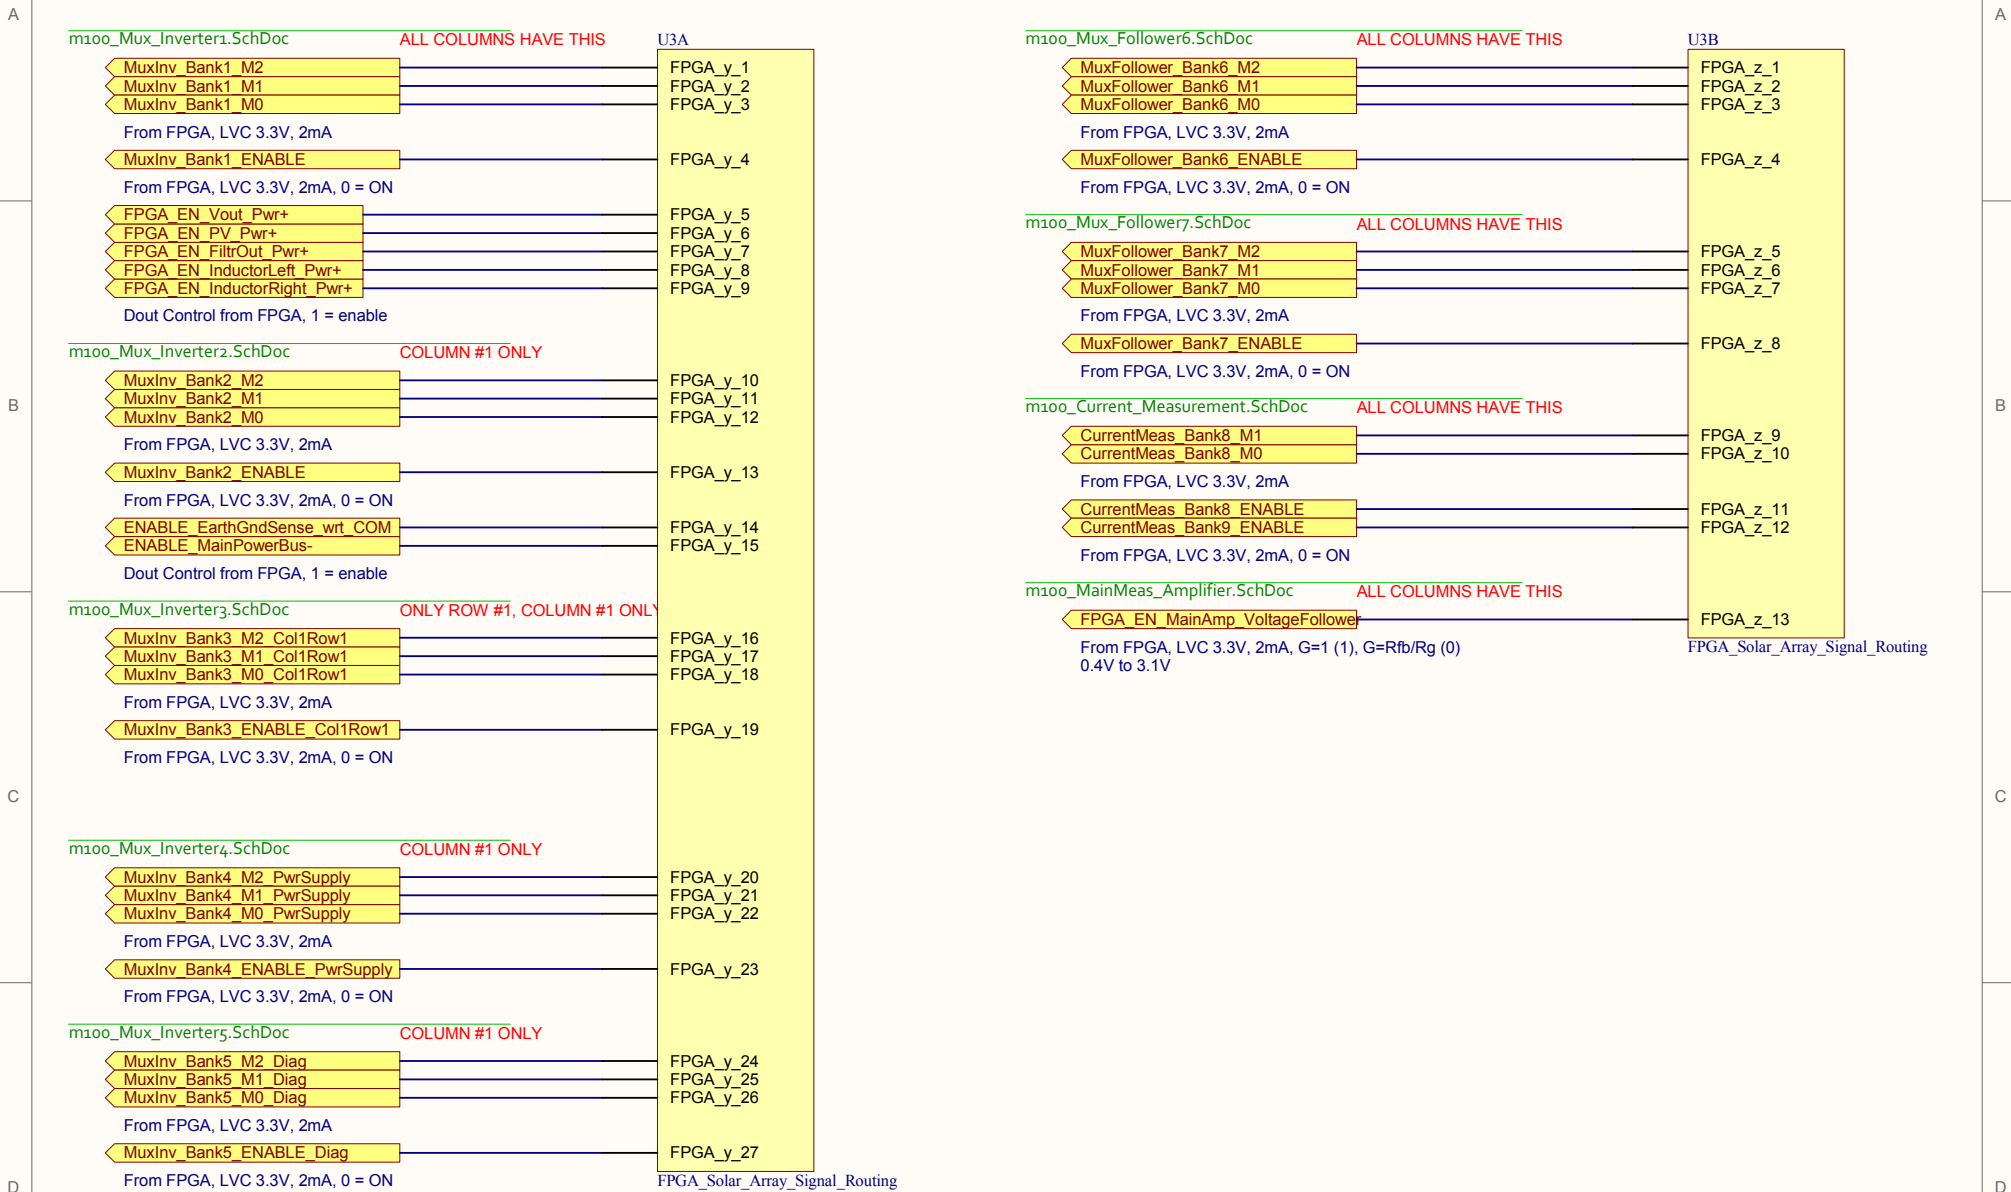 A
m100_Mux_Inverter1.SchDoc ALL COLUMNS HAVE THIS U3A
MuxInv_Bank1_M2 FPGA_y_1
MuxInv_Bank1_M1 FPGA_y_2
MuxInv_Bank1_M0 FPGA_y_3
From FPGA, LVC 3.3V, 2mA
MuxInv_Bank1_ENABLE FPGA_y_4
From FPGA, LVC 3.3V, 2mA, 0 = ON
FPGA_EN_Vout_Pwr+ FPGA_y_5
FPGA_EN_PV_Pwr+ FPGA_y_6
FPGA_EN_FiltrOut_Pwr+ FPGA_y_7
FPGA_EN_InductorLeft_Pwr+ FPGA_y_8
FPGA_EN_InductorRight_Pwr+ FPGA_y_9
Dout Control from FPGA, 1 = enable
m100_Mux_Inverter2.SchDoc COLUMN #1 ONLY
MuxInv_Bank2_M2 FPGA_y_10
MuxInv_Bank2_M1 FPGA_y_11
B
MuxInv_Bank2_M0 FPGA_y_12
From FPGA, LVC 3.3V, 2mA
MuxInv_Bank2_ENABLE FPGA_y_13
From FPGA, LVC 3.3V, 2mA, 0 = ON
ENABLE_EarthGndSense_wrt_COM FPGA_y_14
ENABLE_MainPowerBus- FPGA_y_15
Dout Control from FPGA, 1 = enable
m100_Mux_Inverter3.SchDoc ONLY ROW #1, COLUMN #1 ONLY
MuxInv_Bank3_M2_Col1Row1 FPGA_y_16
MuxInv_Bank3_M1_Col1Row1 FPGA_y_17
MuxInv_Bank3_M0_Col1Row1 FPGA_y_18
From FPGA, LVC 3.3V, 2mA
MuxInv_Bank3_ENABLE_Col1Row1 FPGA_y_19
From FPGA, LVC 3.3V, 2mA, 0 = ON
C
m100_Mux_Inverter4.SchDoc COLUMN #1 ONLY
MuxInv_Bank4_M2_PwrSupply FPGA_y_20
MuxInv_Bank4_M1_PwrSupply FPGA_y_21
MuxInv_Bank4_M0_PwrSupply FPGA_y_22
From FPGA, LVC 3.3V, 2mA
MuxInv_Bank4_ENABLE_PwrSupply FPGA_y_23
From FPGA, LVC 3.3V, 2mA, 0 = ON
m100_Mux_Inverter5.SchDoc COLUMN #1 ONLY
MuxInv_Bank5_M2_Diag FPGA_y_24
MuxInv_Bank5_M1_Diag FPGA_y_25
MuxInv_Bank5_M0_Diag FPGA_y_26
From FPGA, LVC 3.3V, 2mA
MuxInv_Bank5_ENABLE_Diag FPGA_y_27
From FPGA, LVC 3.3V, 2mA, 0 = ON FPGA_Solar_Array_Signal_Routing
D
A
m100_Mux_Follower6.SchDoc ALL COLUMNS HAVE THIS U3B
MuxFollower_Bank6_M2 FPGA_z_1
MuxFollower_Bank6_M1 FPGA_z_2
MuxFollower_Bank6_M0 FPGA_z_3
From FPGA, LVC 3.3V, 2mA
MuxFollower_Bank6_ENABLE FPGA_z_4
From FPGA, LVC 3.3V, 2mA, 0 = ON
m100_Mux_Follower7.SchDoc ALL COLUMNS HAVE THIS
MuxFollower_Bank7_M2 FPGA_z_5
MuxFollower_Bank7_M1 FPGA_z_6
MuxFollower_Bank7_M0 FPGA_z_7
From FPGA, LVC 3.3V, 2mA
MuxFollower_Bank7_ENABLE FPGA_z_8
From FPGA, LVC 3.3V, 2mA, 0 = ON
m100_Current_Measurement.SchDoc ALL COLUMNS HAVE THIS
B
CurrentMeas_Bank8_M1 FPGA_z_9
CurrentMeas_Bank8_M0 FPGA_z_10
From FPGA, LVC 3.3V, 2mA
CurrentMeas_Bank8_ENABLE FPGA_z_11
CurrentMeas_Bank9_ENABLE FPGA_z_12
From FPGA, LVC 3.3V, 2mA, 0 = ON
m100_MainMeas_Amplifier.SchDoc ALL COLUMNS HAVE THIS
FPGA_EN_MainAmp_VoltageFollower FPGA_z_13
From FPGA, LVC 3.3V, 2mA, G=1 (1), G=Rfb/Rg (0) FPGA_Solar_Array_Signal_Routing
0.4V to 3.1V
C
D